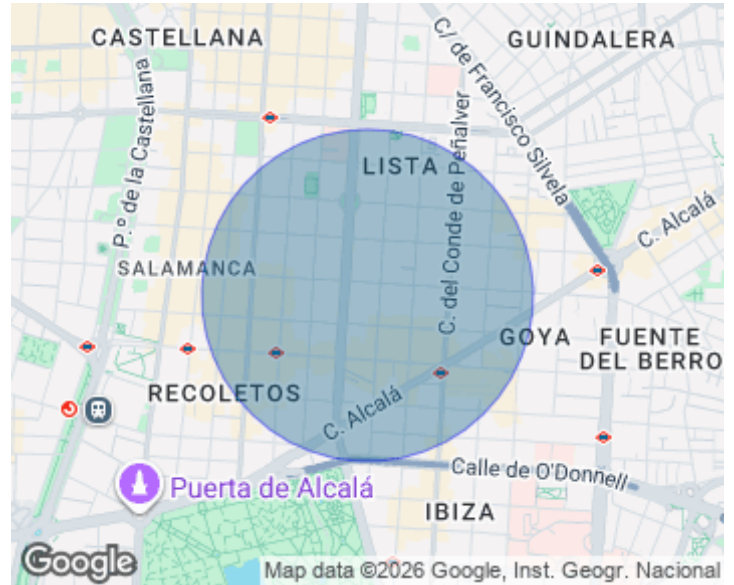 CASTELLANA
GUINDALERA
C/ de Francisco Silvela
LISTA
P.º de la Castellana
C. del Conde de Peñalver
C. Alcalá
SALAMANCA
GOYA
FUENTE
DEL BERRO
RECOLETOS
C. Alcalá
Calle de O'Donnell
Puerta de Alcalá
IBIZA
Google
Map data ©2026 Google, Inst. Geogr. Nacional